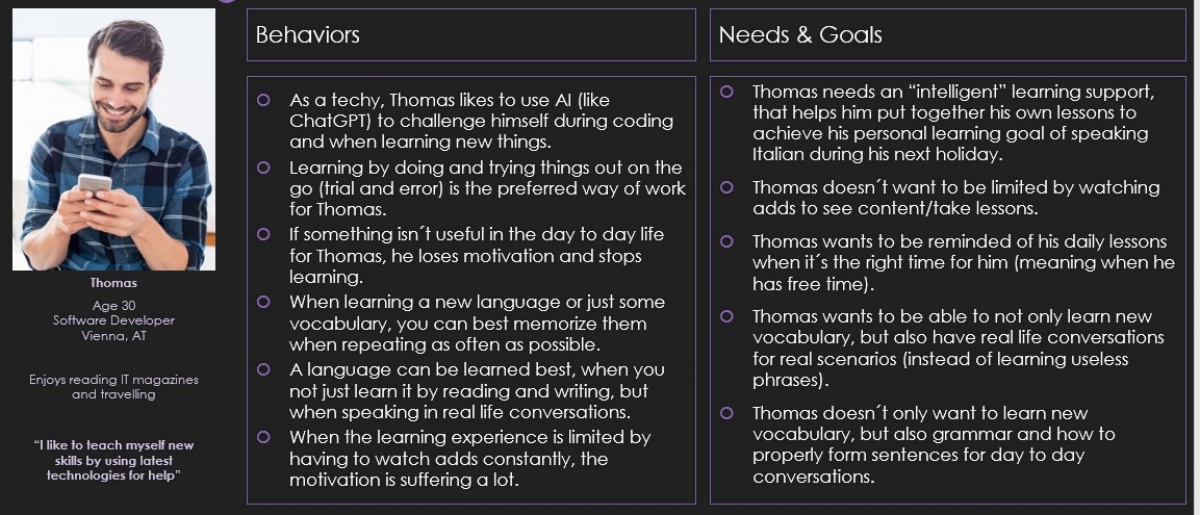 Thomas
Age 30
Software Developer
Vienna, AT
Enjoys reading IT magazines
and travelling
“I like to teach myself new
skills by using latest
technologies for help”
Behaviors
As a techy, Thomas likes to use AI (like
ChatGPT) to challenge himself during coding
and when learning new things.
Learning by doing and trying things out on the
go (trial and error) is the preferred way of work
for Thomas.
If something isn´t useful in the day to day life
for Thomas, he loses motivation and stops
learning.
When learning a new language or just some
vocabulary, you can best memorize them
when repeating as often as possible.
A language can be learned best, when you
not just learn it by reading and writing, but
when speaking in real life conversations.
When the learning experience is limited by
having to watch adds constantly, the
motivation is suffering a lot.
Needs & Goals
Thomas needs an “intelligent” learning support,
that helps him put together his own lessons to
achieve his personal learning goal of speaking
Italian during his next holiday.
Thomas doesn´t want to be limited by watching
adds to see content/take lessons.
Thomas wants to be reminded of his daily lessons
when it´s the right time for him (meaning when he
has free time).
Thomas wants to be able to not only learn new
vocabulary, but also have real life conversations
for real scenarios (instead of learning useless
phrases).
Thomas doesn´t only want to learn new
vocabulary, but also grammar and how to
properly form sentences for day to day
conversations.